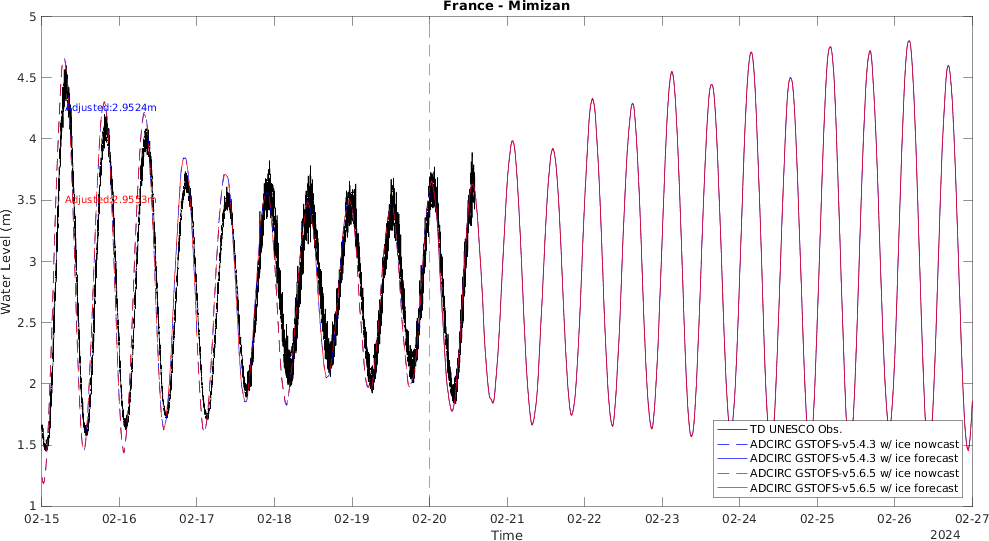 France - Mimizan
5
4.5
4
3.5
3
2.5
2
1.5
1
Water Level (m)
Adjusted:2.9524m
Adjusted:2.9553m
TD UNESCO Obs.
ADCIRC GSTOFS-v5.4.3 w/ ice nowcast
ADCIRC GSTOFS-v5.4.3 w/ ice forecast
ADCIRC GSTOFS-v5.6.5 w/ ice nowcast
ADCIRC GSTOFS-v5.6.5 w/ ice forecast
02-15 02-16 02-17 02-18 02-19 02-20 02-21 02-22 02-23 02-24 02-25 02-26 02-27
Time
2024